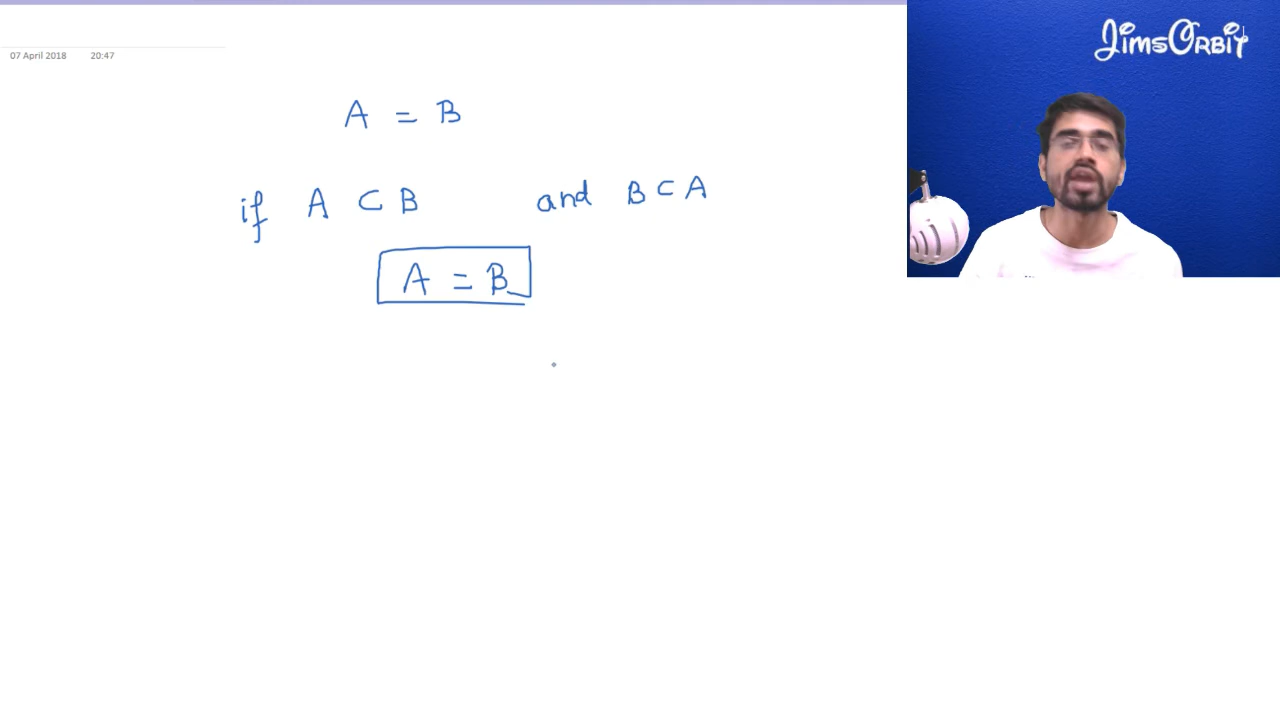 JimsOrbit
07 April 2018 20:47
A = B
if A ⊂ B and B ⊂ A
A = B